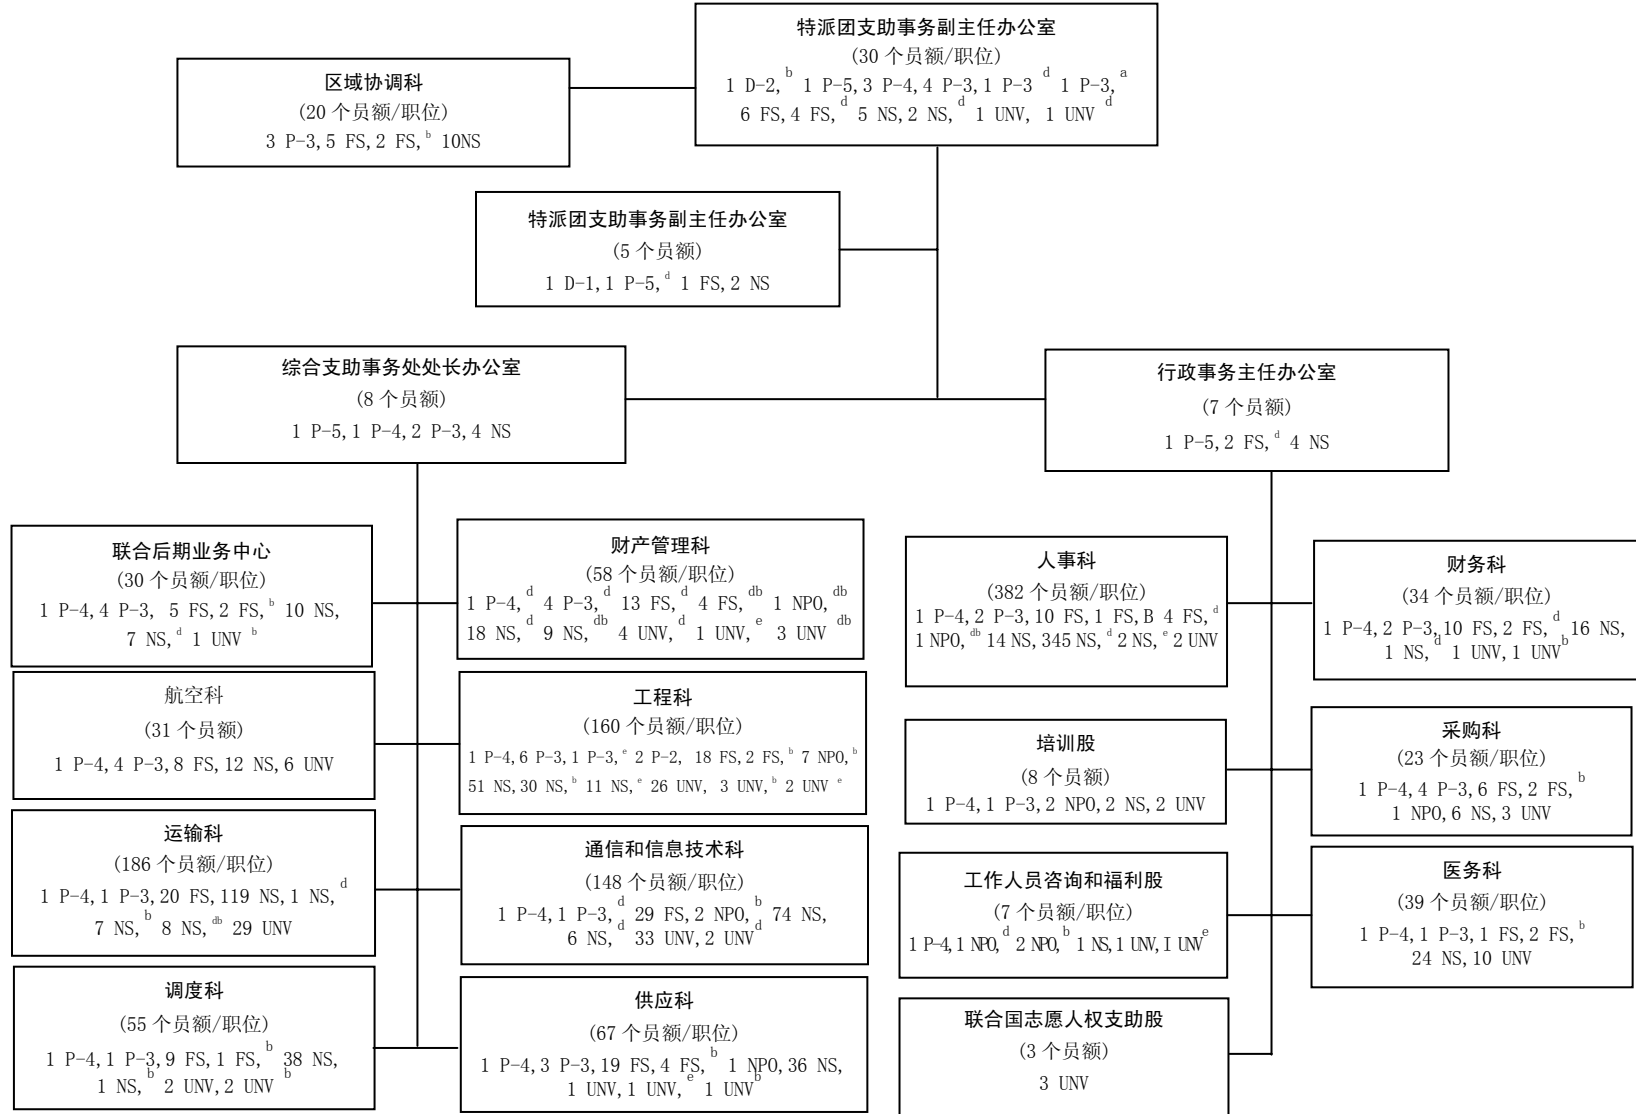 特派团支助事务副主任办公室
(30 个员额/职位)
1 D-2,b 1 P-5,3 P-4,4 P-3,1 P-3 d 1 P-3,a
6 FS,4 FS,d 5 NS,2 NS,d 1 UNV, 1 UNV d
区域协调科
(20 个员额/职位)
3 P-3,5 FS,2 FS,b 10NS
特派团支助事务副主任办公室
(5 个员额)
1 D-1,1 P-5,d 1 FS,2 NS
综合支助事务处处长办公室
(8 个员额)
1 P-5,1 P-4,2 P-3,4 NS
行政事务主任办公室
(7 个员额)
1 P-5,2 FS,d 4 NS
联合后期业务中心
(30 个员额/职位)
1 P-4,4 P-3, 5 FS,2 FS,b 10 NS,
7 NS,d 1 UNV b
财产管理科
(58 个员额/职位)
1 P-4,d 4 P-3,d 13 FS,d 4 FS,db 1 NPO,db
18 NS,d 9 NS,db 4 UNV,d 1 UNV,e 3 UNV db
航空科
(31 个员额)
1 P-4,4 P-3,8 FS,12 NS,6 UNV
工程科
(160 个员额/职位)
1 P-4,6 P-3,1 P-3,e 2 P-2, 18 FS,2 FS,b 7 NPO,b
51 NS,30 NS,b 11 NS,e 26 UNV, 3 UNV,b 2 UNV e
运输科
(186 个员额/职位)
1 P-4,1 P-3,20 FS,119 NS,1 NS,d
7 NS,b 8 NS,db 29 UNV
通信和信息技术科
(148 个员额/职位)
1 P-4,1 P-3,d 29 FS,2 NPO,b 74 NS,
6 NS,d 33 UNV,2 UNV d
调度科
(55 个员额/职位)
1 P-4,1 P-3,9 FS,1 FS,b 38 NS,
1 NS,b 2 UNV,2 UNV b
供应科
(67 个员额/职位)
1 P-4,3 P-3,19 FS,4 FS,b 1 NPO,36 NS,
1 UNV,1 UNV,e 1 UNV b
人事科
(382 个员额/职位)
1 P-4,2 P-3,10 FS,1 FS,B 4 FS,d
1 NPO,db 14 NS,345 NS,d 2 NS,e 2 UNV
财务科
(34 个员额/职位)
1 P-4,2 P-3,10 FS,2 FS,d 16 NS,
1 NS,d 1 UNV,1 UNV b
培训股
(8 个员额)
1 P-4,1 P-3,2 NPO,2 NS,2 UNV
采购科
(23 个员额/职位)
1 P-4,4 P-3,6 FS,2 FS,b
1 NPO,6 NS,3 UNV
工作人员咨询和福利股
(7 个员额/职位)
1 P-4,1 NPO,d 2 NPO,b 1 NS,1 UNV,I UNV e
医务科
(39 个员额/职位)
1 P-4,1 P-3,1 FS,2 FS,b
24 NS,10 UNV
联合国志愿人权支助股
(3 个员额)
3 UNV